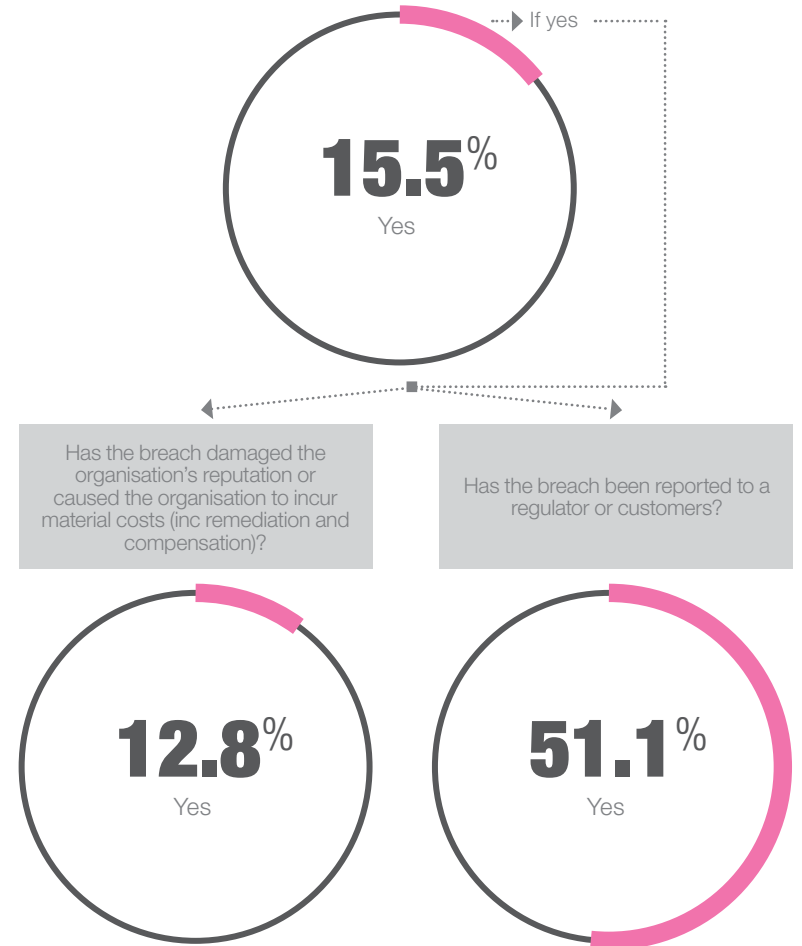 If yes
15.5%
Yes
Has the breach damaged the
organisation’s reputation or
caused the organisation to incur
material costs (inc remediation and
compensation)?
Has the breach been reported to a
regulator or customers?
12.8%
Yes
51.1%
Yes